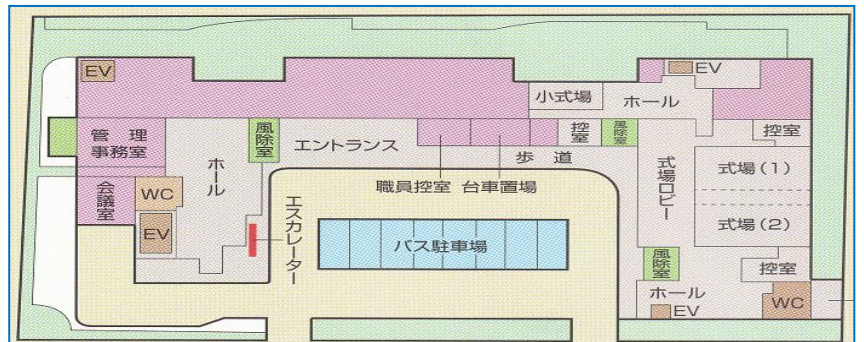 EV
EV
小式場
ホール
管理
事務室
風除室
エントランス
控室
風除室
控室
歩道
ホール
式場ロビー
式場(1)
会議室
WC
職員控室
台車置場
エスカレーター
式場(2)
EV
バス駐車場
風除室
控室
ホール
EV
WC